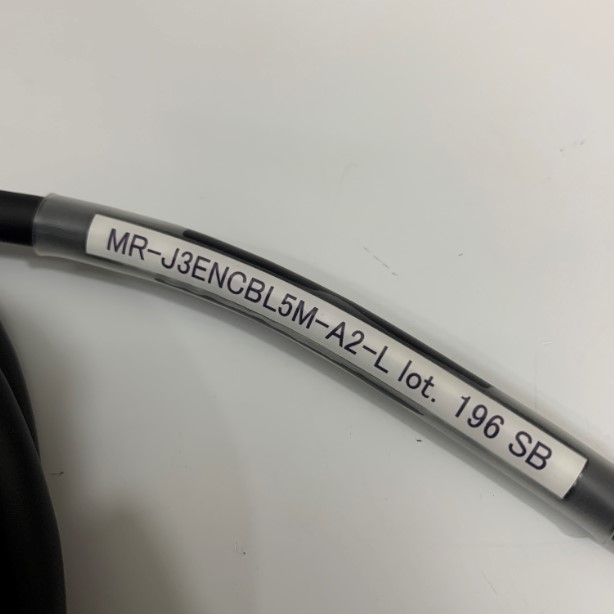 MR-J3ENCBL5M-A2-L lot. 196 SB